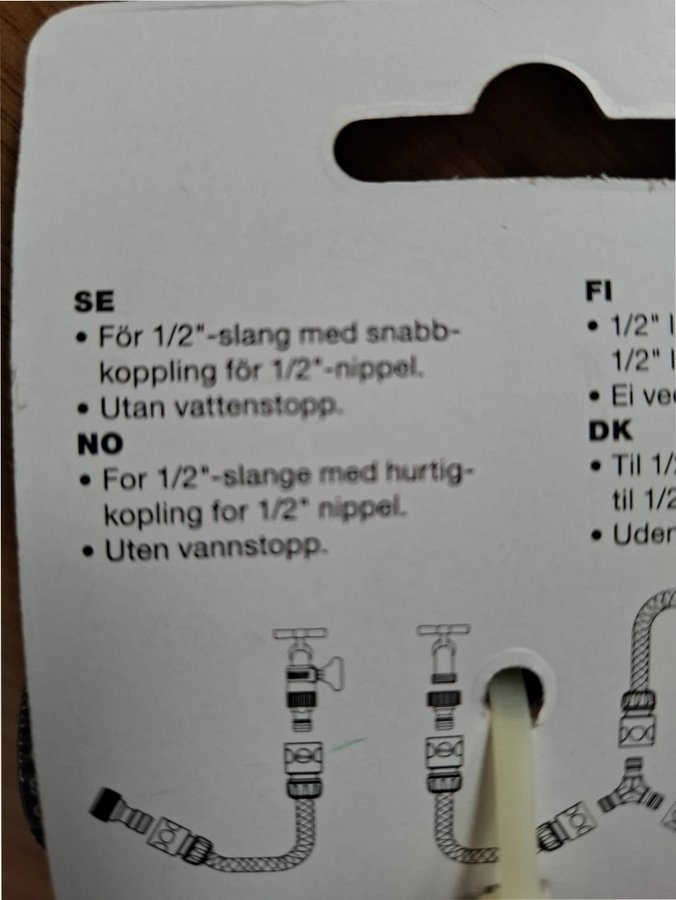 SE
• För 1/2"-slang med snabb-
koppling för 1/2"-nippel.
• Utan vattenstopp.
NO
• For 1/2"-slange med hurtig-
kopling for 1/2" nippel.
• Uten vannstopp.
FI
• 1/2"
1/2"
• Ei
DK
• Til
til